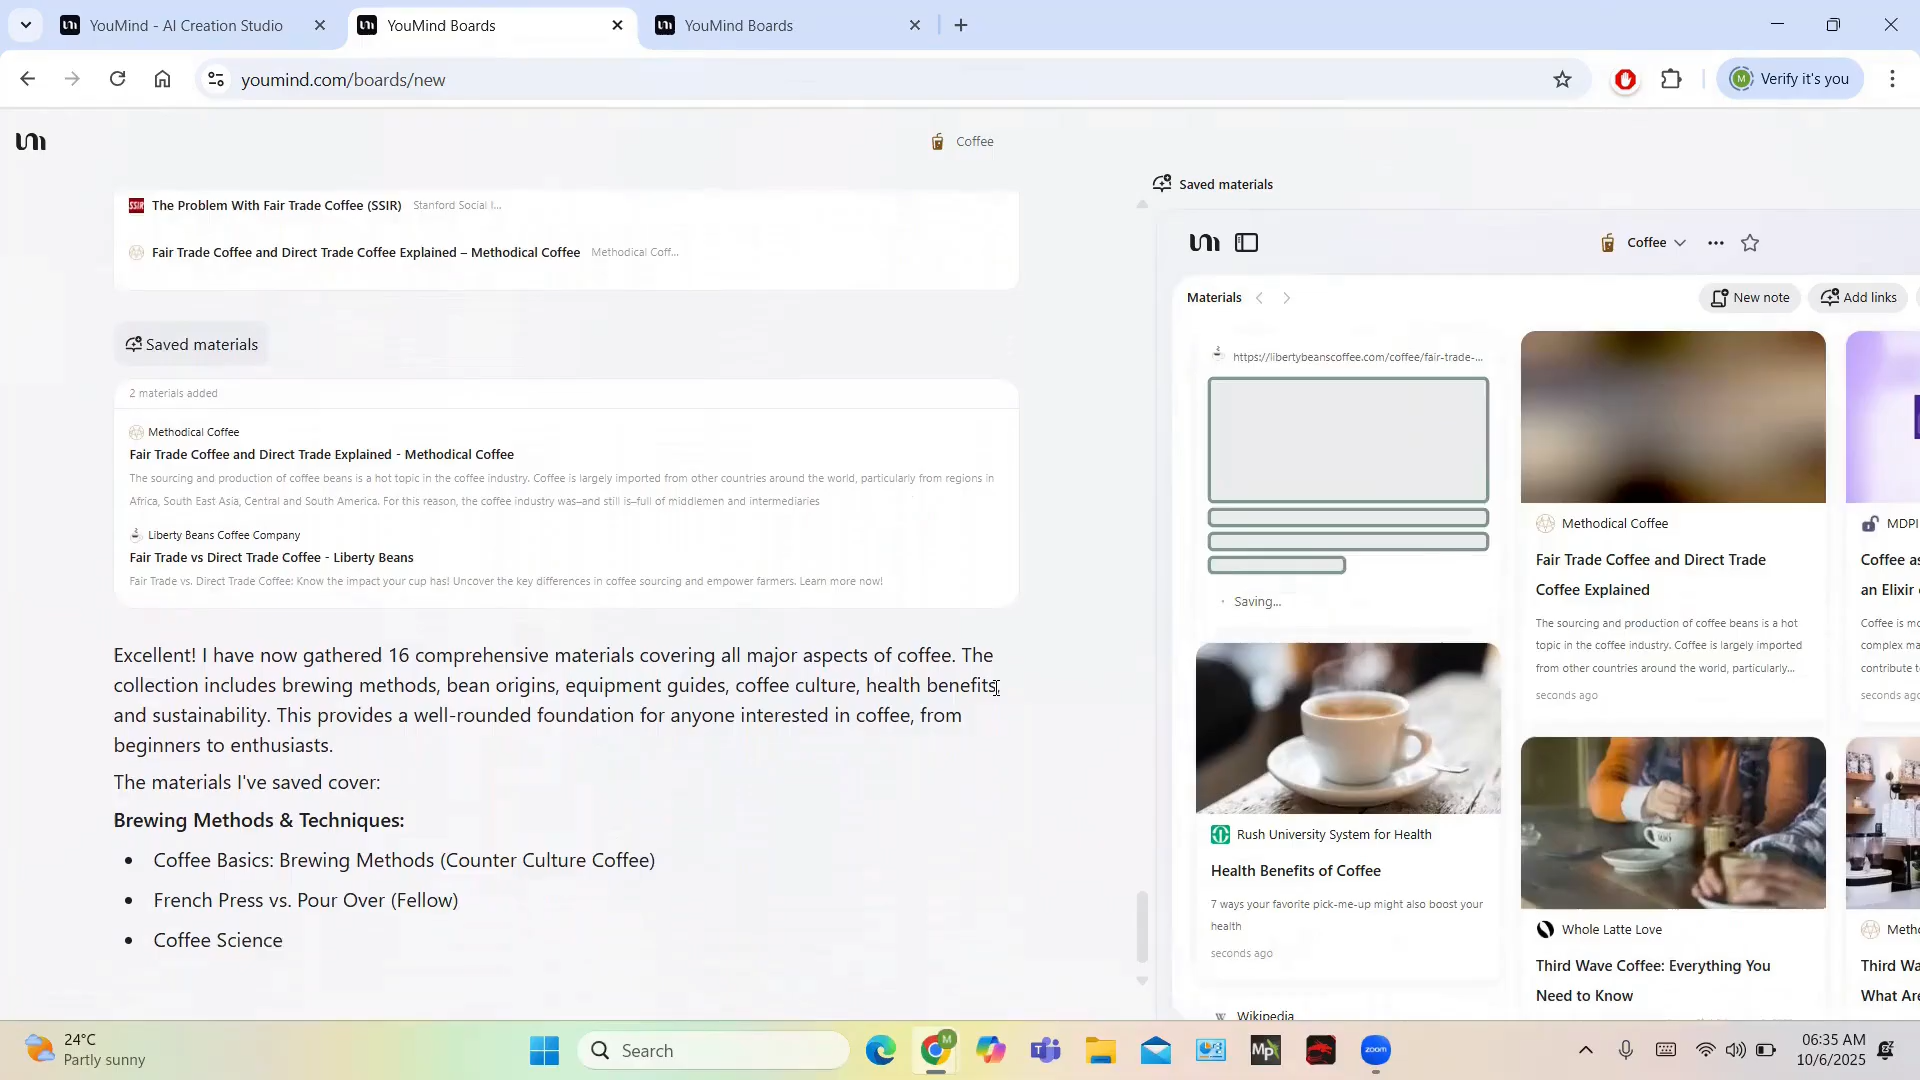 YouMind - AI Creation Studio
YouMind Boards
YouMind Boards
youmind.com/boards/new
M
Verify it's you
Coffee
The Problem With Fair Trade Coffee (SSIR) Stanford Social I...
Fair Trade Coffee and Direct Trade Coffee Explained – Methodical Coffee Methodical Coff...
Saved materials
2 materials added
Methodical Coffee
Fair Trade Coffee and Direct Trade Explained - Methodical Coffee
The sourcing and production of coffee beans is a hot topic in the coffee industry. Coffee is largely imported from other countries around the world, particularly from regions in
Africa, South East Asia, Central and South America. For this reason, the coffee industry was–and still is–full of middlemen and intermediaries
Liberty Beans Coffee Company
Fair Trade vs Direct Trade Coffee - Liberty Beans
Fair Trade vs. Direct Trade Coffee: Know the impact your cup has! Uncover the key differences in coffee sourcing and empower farmers. Learn more now!
Excellent! I have now gathered 16 comprehensive materials covering all major aspects of coffee. The
collection includes brewing methods, bean origins, equipment guides, coffee culture, health benefits,
and sustainability. This provides a well-rounded foundation for anyone interested in coffee, from
beginners to enthusiasts.
The materials I've saved cover:
Brewing Methods & Techniques:
• Coffee Basics: Brewing Methods (Counter Culture Coffee)
• French Press vs. Pour Over (Fellow)
• Coffee Science
Saved materials
Coffee
Materials
New note
Add links
https://libertybeanscoffee.com/coffee/fair-trade-...
Saving...
Rush University System for Health
Health Benefits of Coffee
7 ways your favorite pick-me-up might also boost your
health
seconds ago
Wikipedia
Methodical Coffee
Fair Trade Coffee and Direct Trade
Coffee Explained
The sourcing and production of coffee beans is a hot
topic in the coffee industry. Coffee is largely imported
from other countries around the world, particularly...
seconds ago
Whole Latte Love
Third Wave Coffee: Everything You
Need to Know
MDPI
Coffee as
an Elixir
Coffee is mo
complex ma
contribute t
seconds ago
Metho
Third Wa
What Are
24°C
Partly sunny
Search
zoom
06:35 AM
10/6/2025